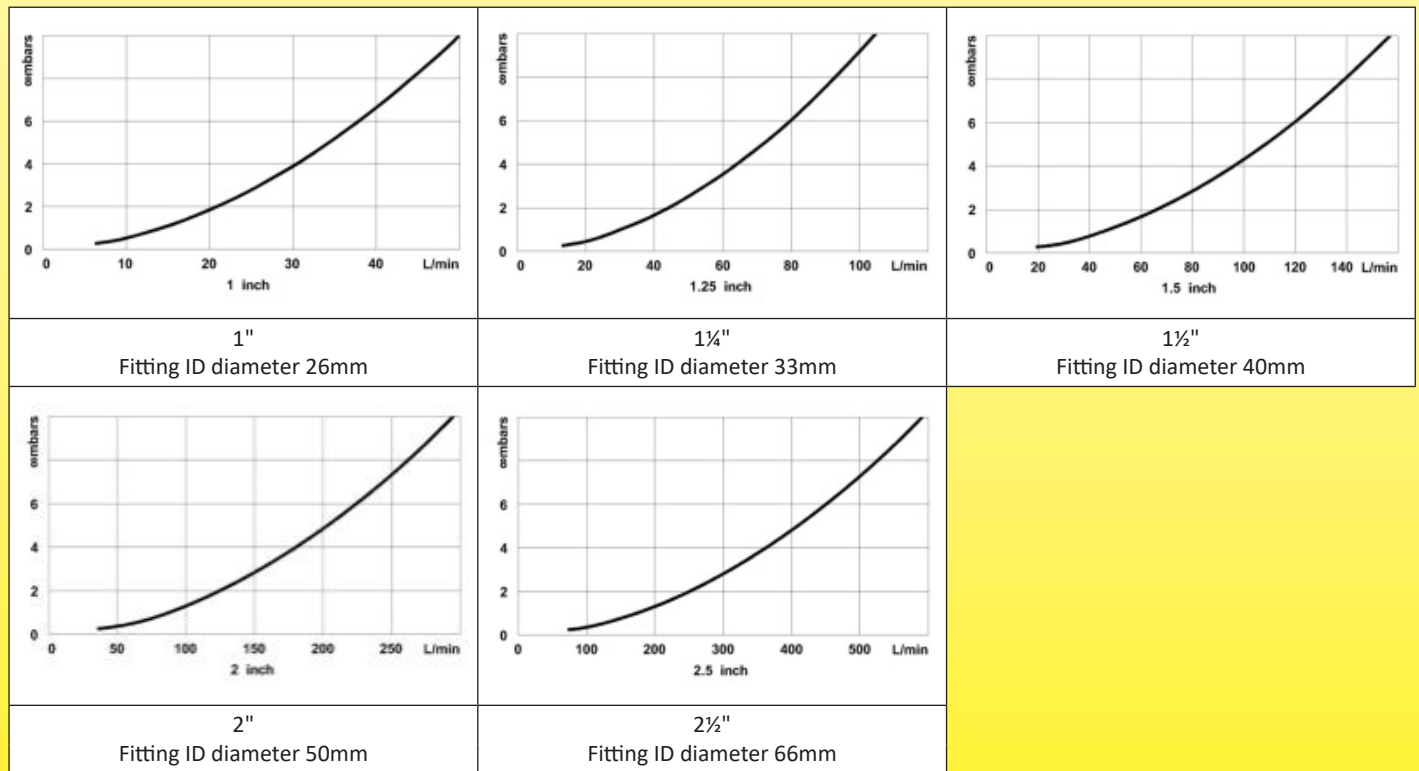 8mbars
6
4
2
0
0 10 20 30 40 L/min
1 inch
8mbars
6
4
2
0
0 20 40 60 80 100 L/min
1.25 inch
8mbars
6
4
2
0
0 20 40 60 80 100 120 140 L/min
1.5 inch
1"
Fitting ID diameter 26mm
1¼"
Fitting ID diameter 33mm
1½"
Fitting ID diameter 40mm
8mbars
6
4
2
0
0 50 100 150 200 250 L/min
2 inch
8mbars
6
4
2
0
0 100 200 300 400 500 L/min
2.5 inch
2"
Fitting ID diameter 50mm
2½"
Fitting ID diameter 66mm